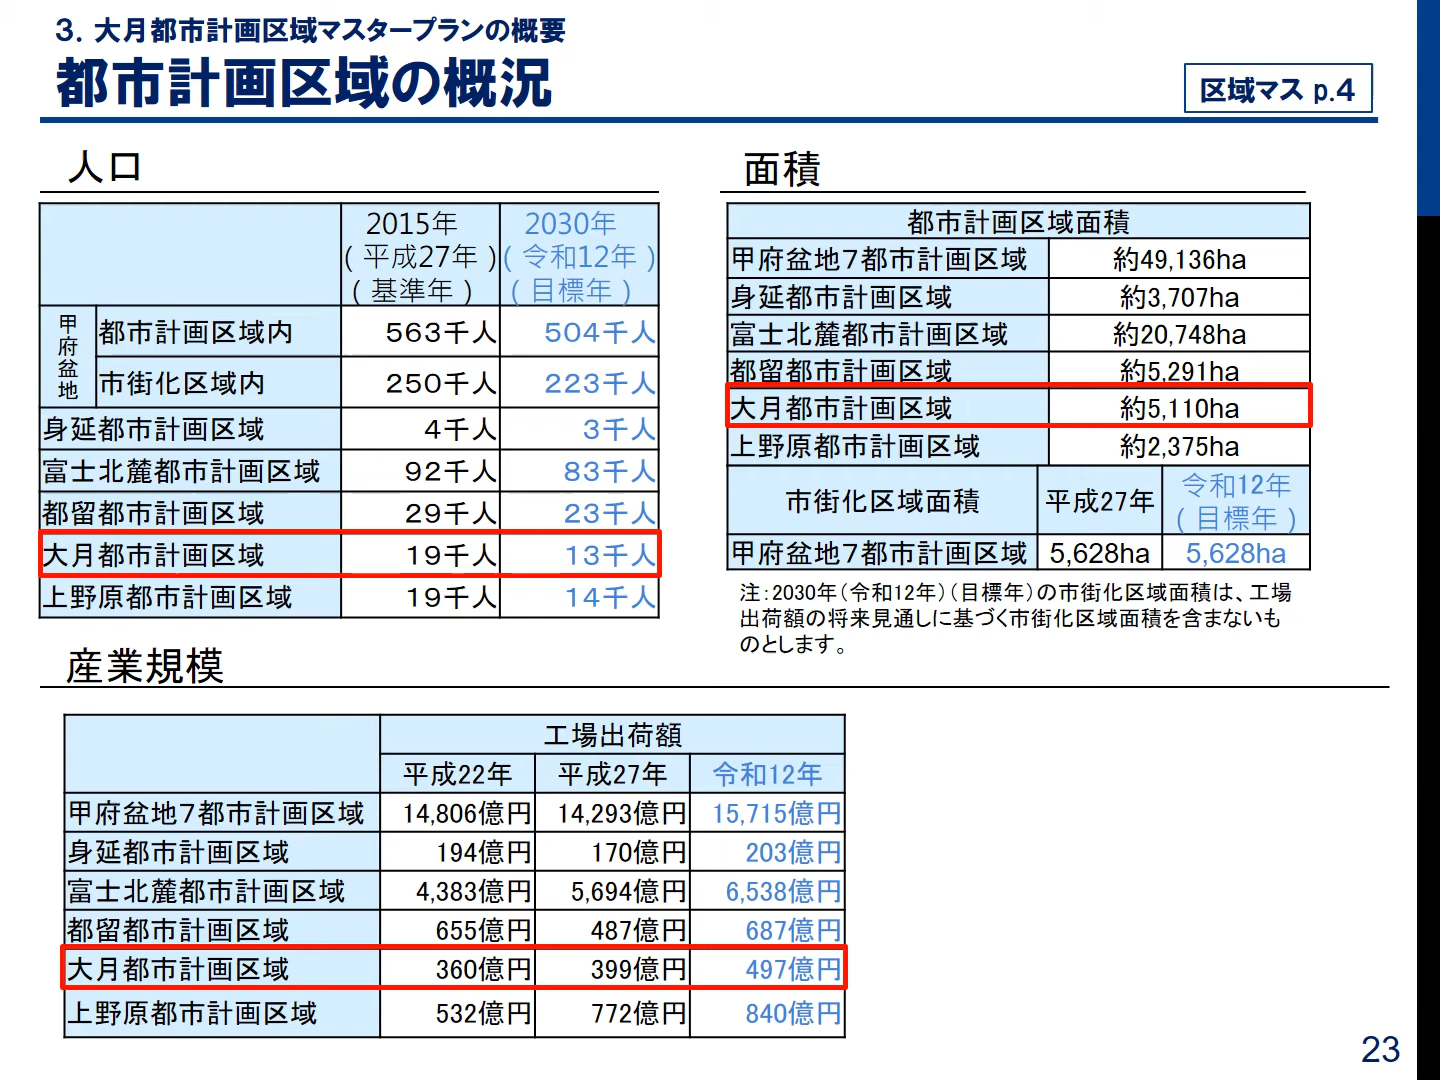 3．大月都市計画区域マスタープランの概要
都市計画区域の概況
区域マス p.4
人口
2015年 2030年
(平成27年) (令和12年)
(基準年) (目標年)
甲府盆地 都市計画区域内 563千人 504千人
市街化区域内 250千人 223千人
身延都市計画区域 4千人 3千人
富士北麓都市計画区域 92千人 83千人
都留都市計画区域 29千人 23千人
大月都市計画区域 19千人 13千人
上野原都市計画区域 19千人 14千人
面積
都市計画区域面積
甲府盆地7都市計画区域 約49,136ha
身延都市計画区域 約3,707ha
富士北麓都市計画区域 約20,748ha
都留都市計画区域 約5,291ha
大月都市計画区域 約5,110ha
上野原都市計画区域 約2,375ha
市街化区域面積 平成27年 令和12年
(目標年)
甲府盆地7都市計画区域 5,628ha 5,628ha
注：2030年（令和12年）（目標年）の市街化区域面積は、工場
出荷額の将来見通しに基づく市街化区域面積を含まないも
のとします。
産業規模
工場出荷額
平成22年 平成27年 令和12年
甲府盆地7都市計画区域 14,806億円 14,293億円 15,715億円
身延都市計画区域 194億円 170億円 203億円
富士北麓都市計画区域 4,383億円 5,694億円 6,538億円
都留都市計画区域 655億円 487億円 687億円
大月都市計画区域 360億円 399億円 497億円
上野原都市計画区域 532億円 772億円 840億円
23